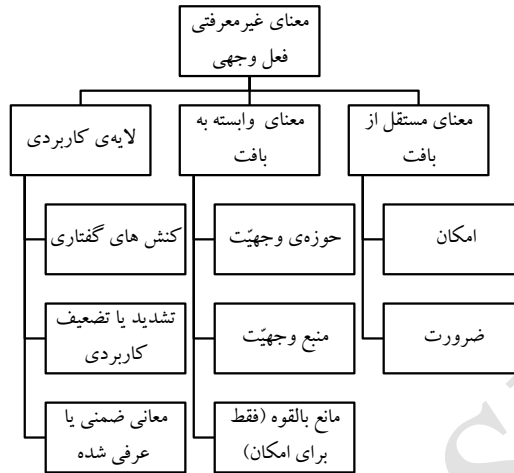 معنای غیرمعرفتی
فعل وجهی
معنای مستقل از
بافت
امکان
ضرورت
معنای وابسته به
بافت
حوزه‌ی وجهیّت
منبع وجهیّت
مانع بالقوه (فقط
برای امکان)
لایه‌ی کاربردی
کنش های گفتاری
تشدید یا تضعیف
کاربردی
معانی ضمنی یا
عرفی شده